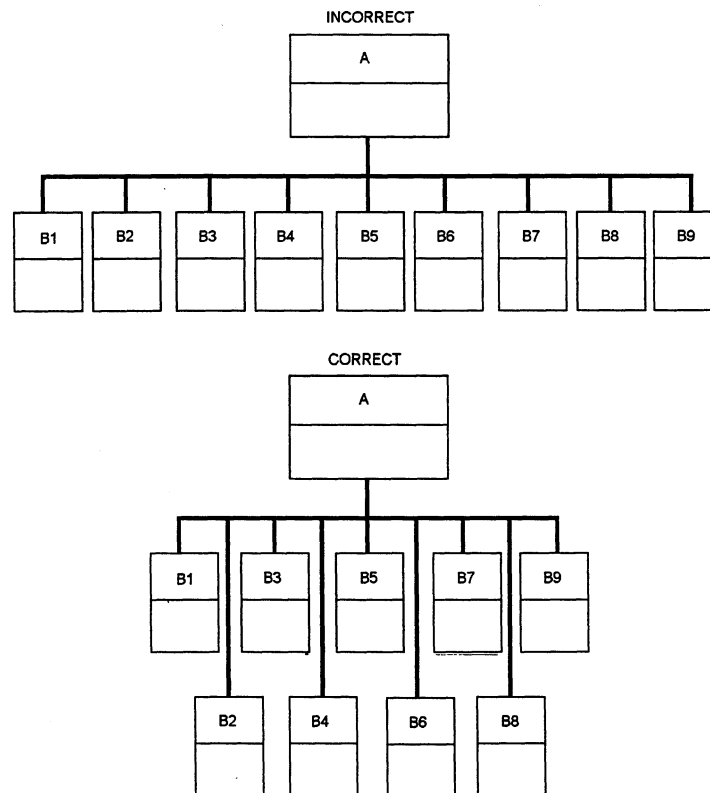 INCORRECT
A
B1 B2 B3 B4 B5 B6 B7 B8 B9
CORRECT
A
B1 B3 B5 B7 B9
B2 B4 B6 B8